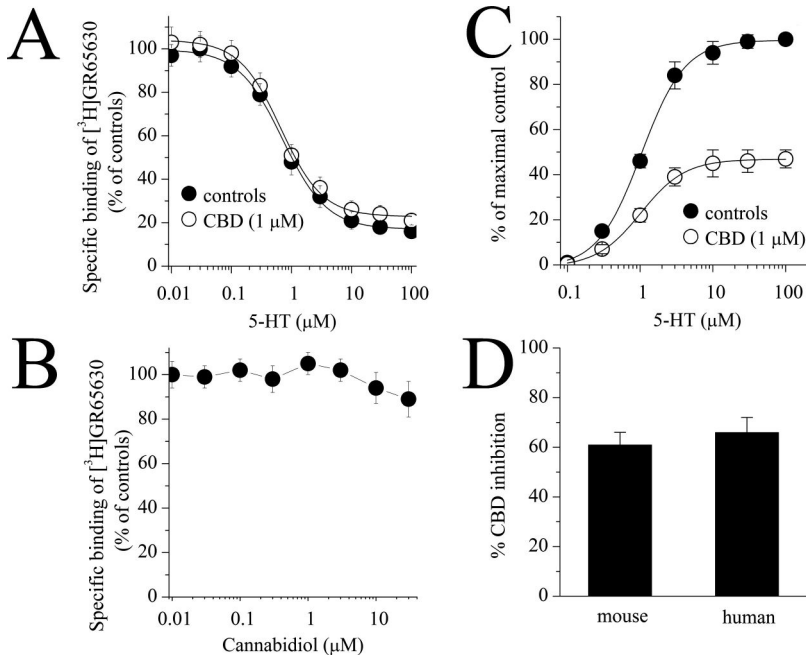 A
Specific binding of [³H]GR65630
(% of controls)
100
80
60
40
20
0
controls
CBD (1 μM)
0.01
0.1
1
10
100
5-HT (μM)
C
% of maximal control
100
80
60
40
20
0
controls
CBD (1 μM)
0.1
1
10
100
5-HT (μM)
B
Specific binding of [³H]GR65630
(% of controls)
100
80
60
40
20
0
0.01
0.1
1
10
Cannabidiol (μM)
D
% CBD inhibition
100
80
60
40
20
0
mouse
human